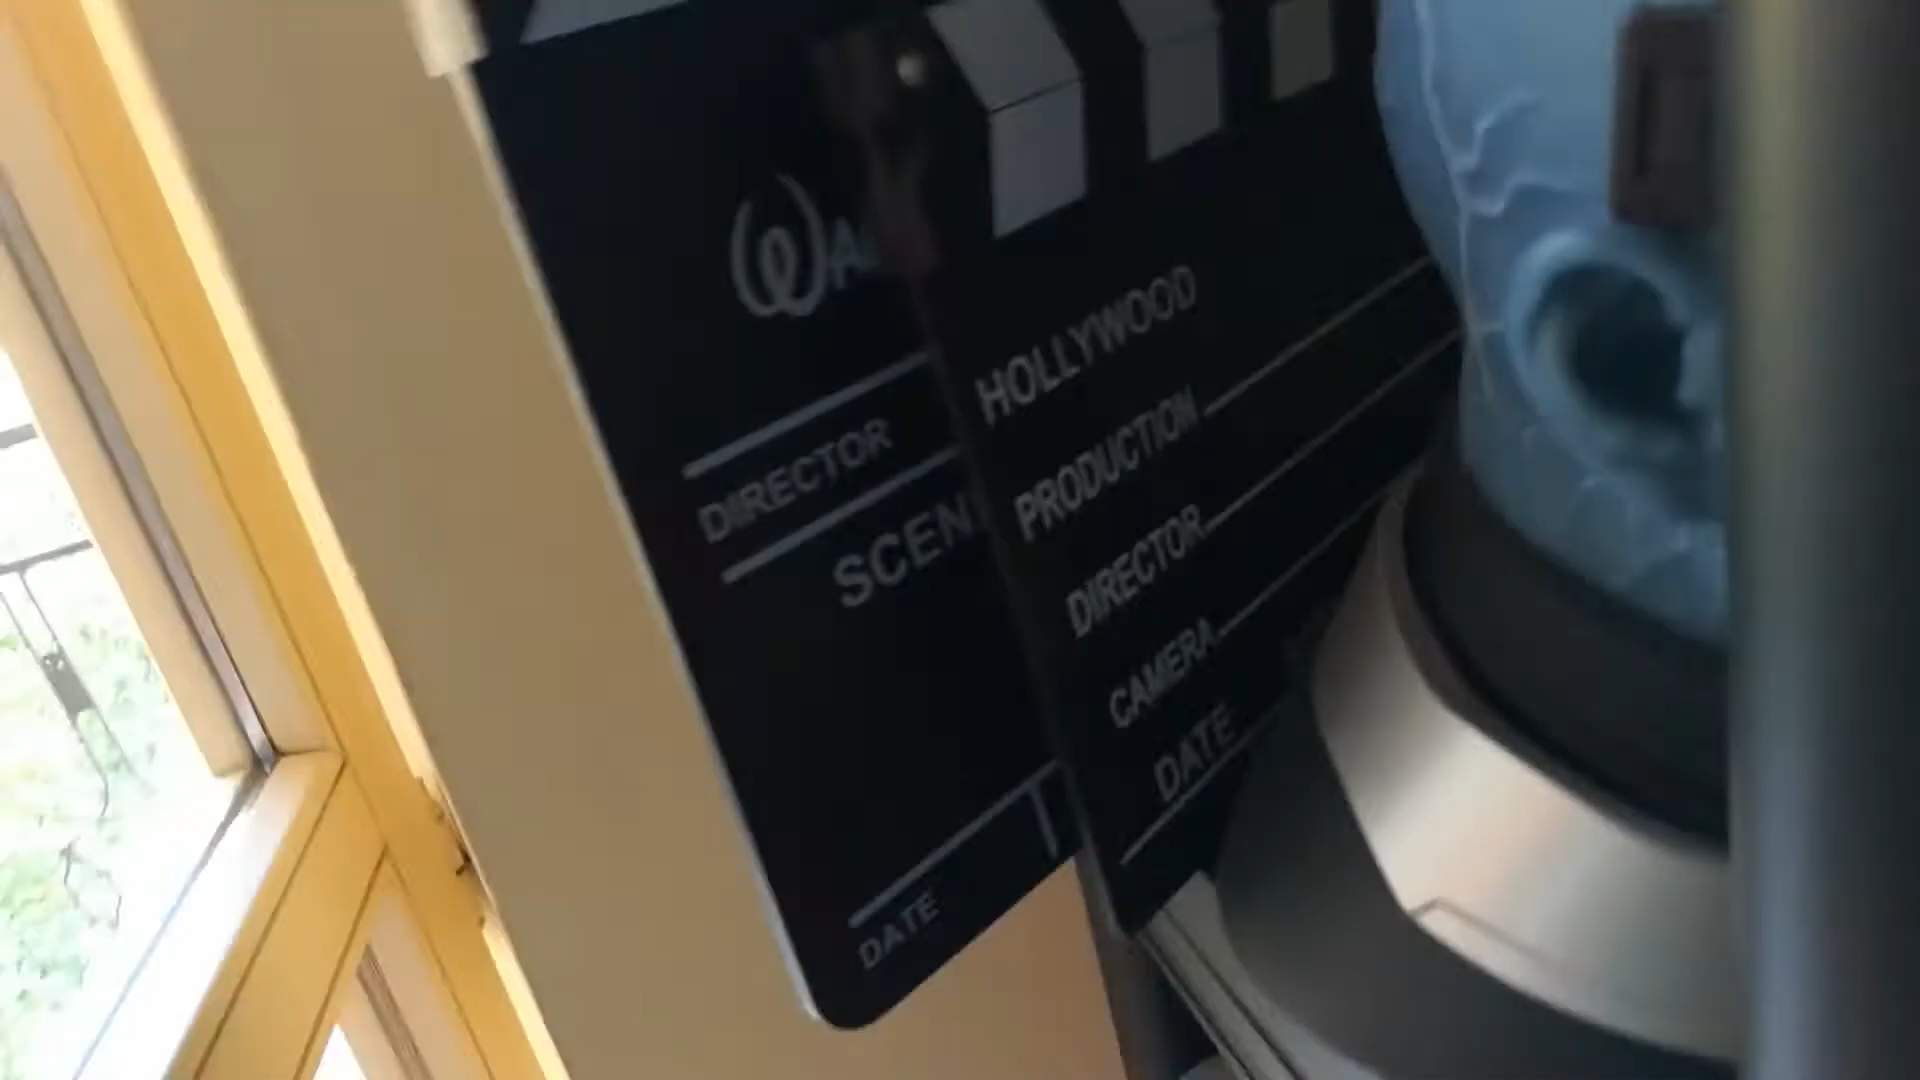 DIRECTOR
SCEN
DATE
HOLLYWOOD
PRODUCTION
DIRECTOR
CAMERA
DATE